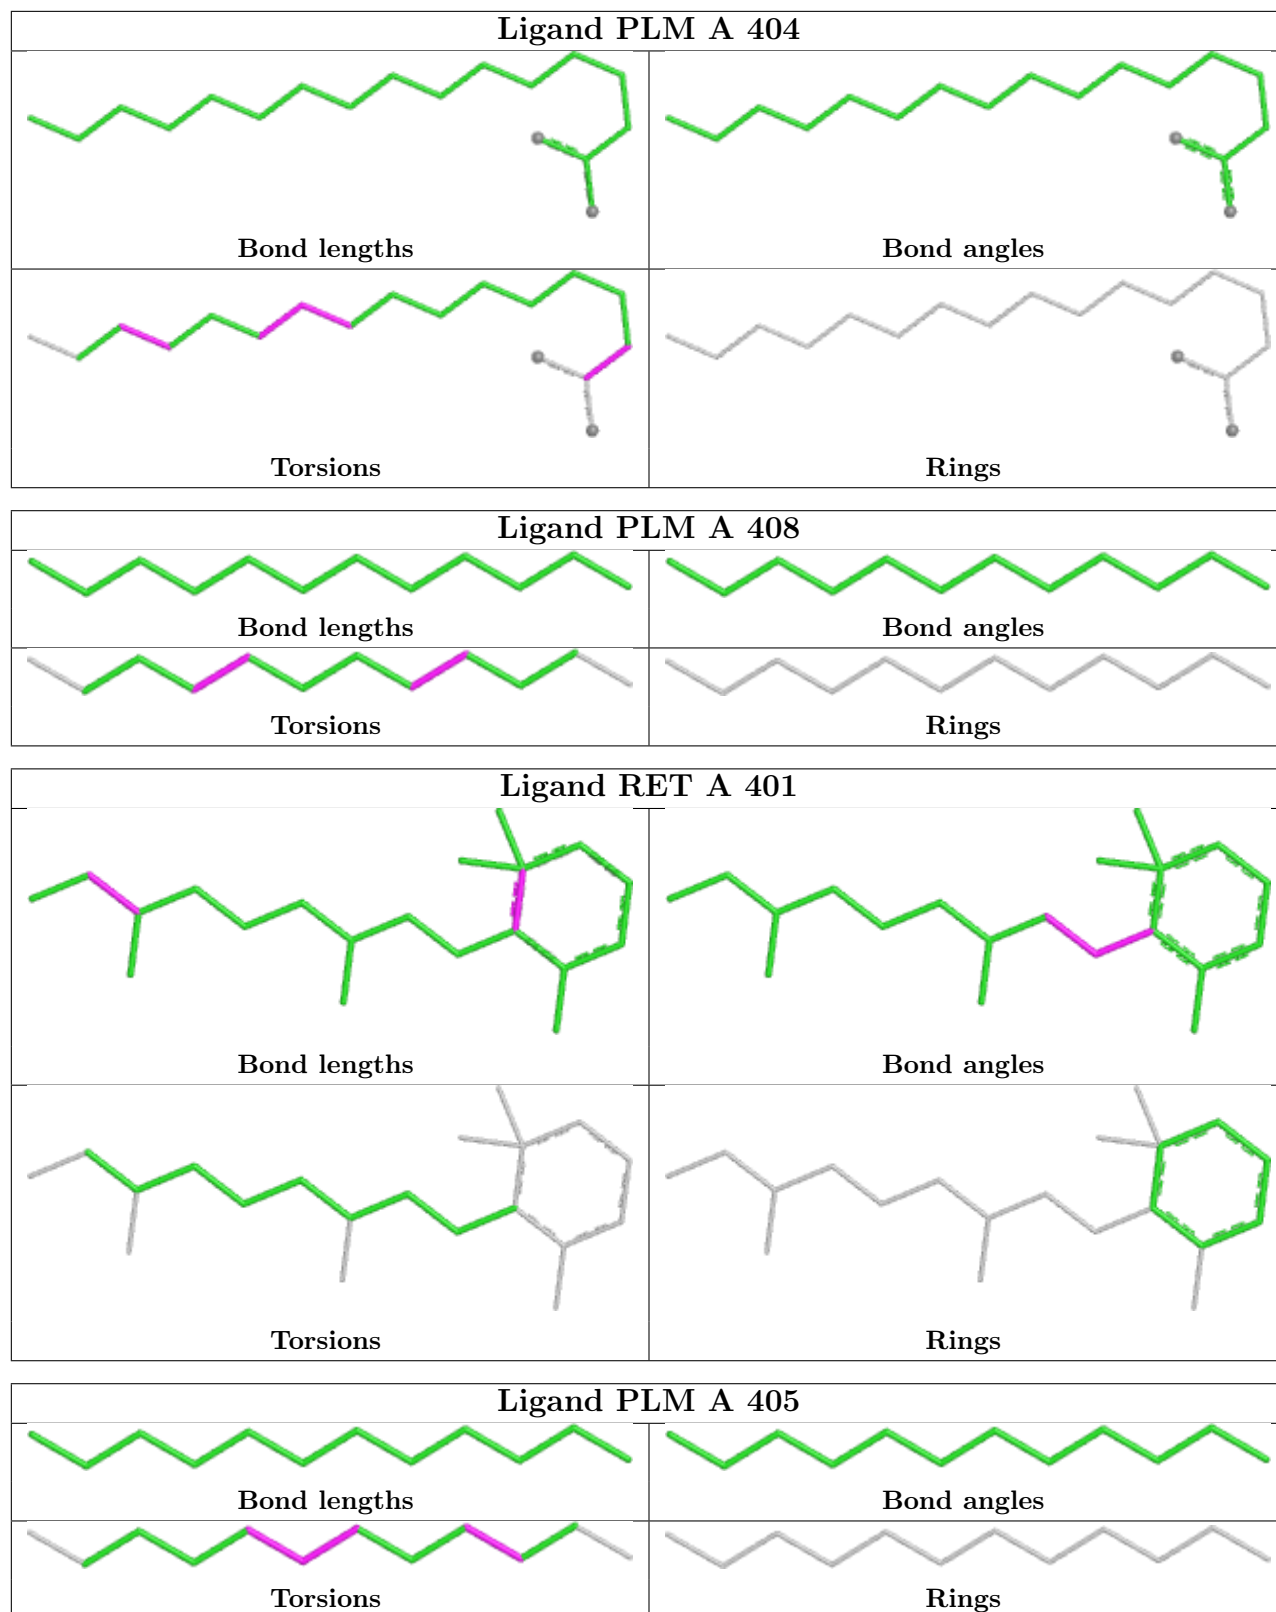 Ligand PLM A 404
Bond lengths
Bond angles
Torsions
Rings
Ligand PLM A 408
Bond lengths
Bond angles
Torsions
Rings
Ligand RET A 401
Bond lengths
Bond angles
Torsions
Rings
Ligand PLM A 405
Bond lengths
Bond angles
Torsions
Rings